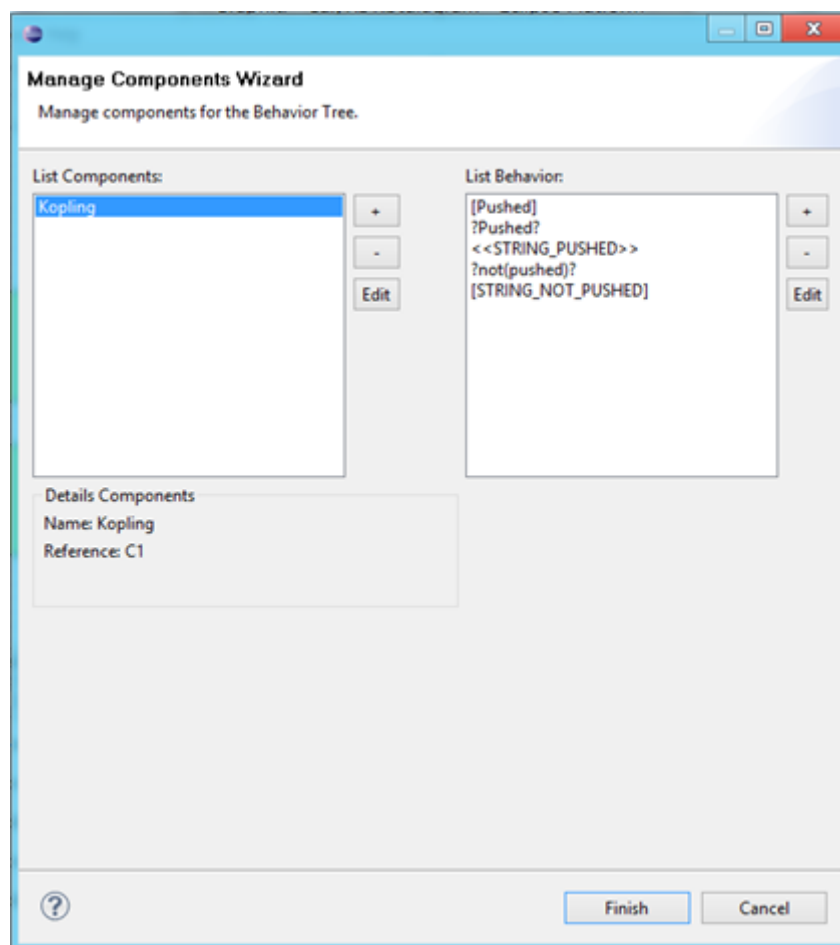 Manage Components Wizard
Manage components for the Behavior Tree.
List Components:
List Behavior:
Kopling
+
-
Edit
[Pushed]
?Pushed?
<<STRING_PUSHED>>
?not(pushed)?
[STRING_NOT_PUSHED]
+
-
Edit
Details Components
Name: Kopling
Reference: C1
?
Finish
Cancel